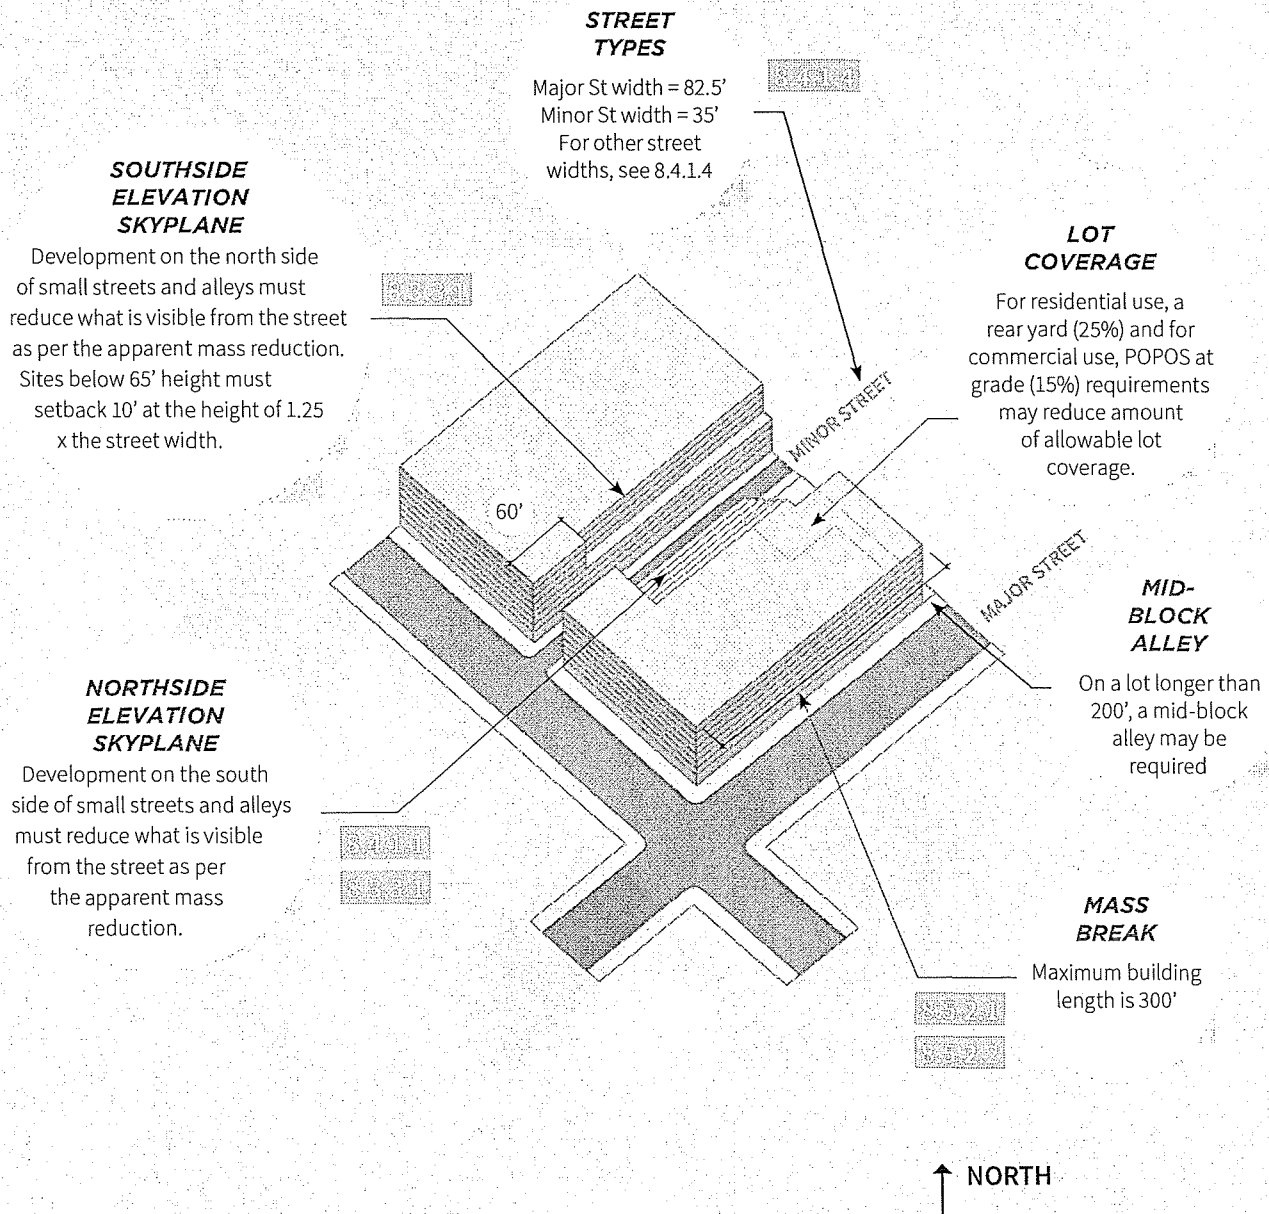 STREET
TYPES
Major St width = 82.5'
Minor St width = 35'
For other street
widths, see 8.4.1.4
8.4.1.4
SOUTHSIDE
ELEVATION
SKYPLANE
Development on the north side
of small streets and alleys must
reduce what is visible from the street
as per the apparent mass reduction.
Sites below 65' height must
setback 10' at the height of 1.25
x the street width.
LOT
COVERAGE
For residential use, a
rear yard (25%) and for
commercial use, POPOS at
grade (15%) requirements
may reduce amount
of allowable lot
coverage.
MINOR STREET
60'
MAJOR STREET
MID-
BLOCK
ALLEY
On a lot longer than
200', a mid-block
alley may be
required
NORTHSIDE
ELEVATION
SKYPLANE
Development on the south
side of small streets and alleys
must reduce what is visible
from the street as per
the apparent mass
reduction.
MASS
BREAK
Maximum building
length is 300'
NORTH